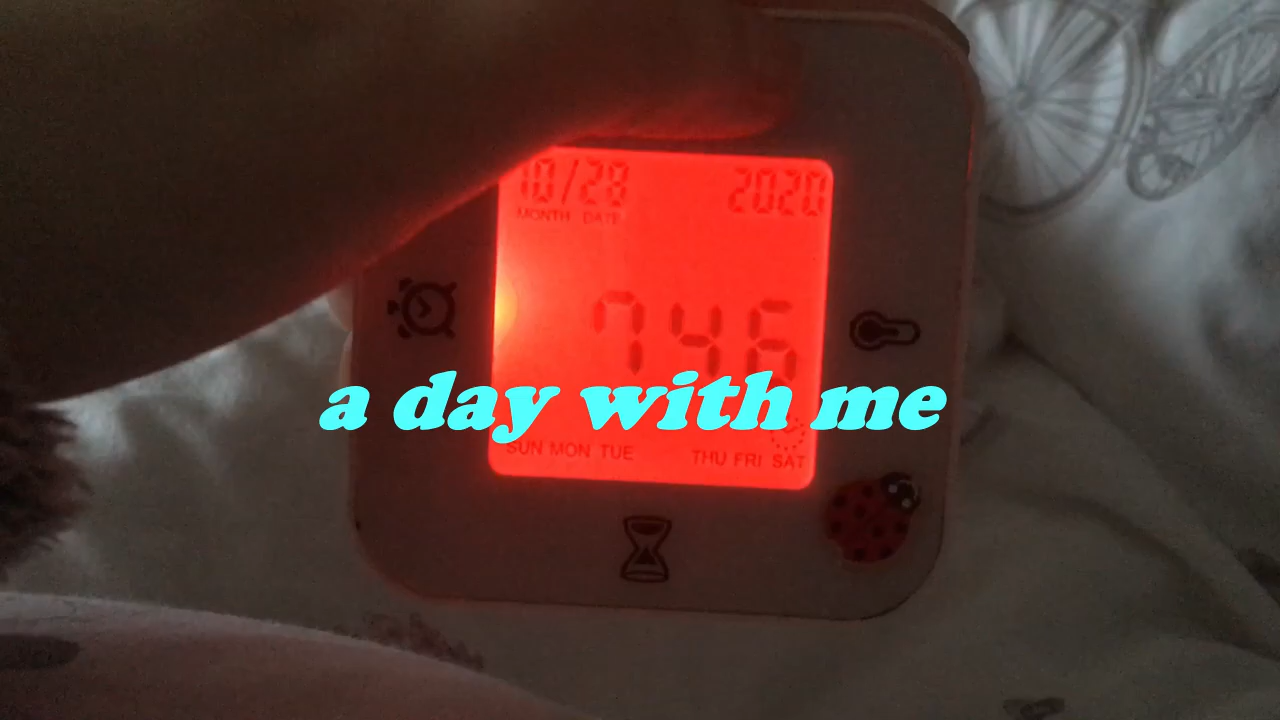 10/28 2020
MONTH DATE
746
a day with me
SUN MON TUE THU FRI SAT